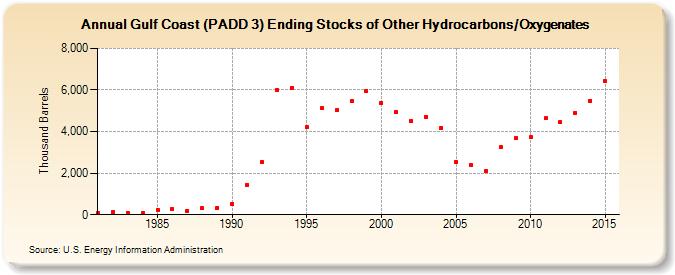 Annual Gulf Coast (PADD 3) Ending Stocks of Other Hydrocarbons/Oxygenates
Thousand Barrels
8,000
6,000
4,000
2,000
0
1985 1990 1995 2000 2005 2010 2015
Source: U.S. Energy Information Administration